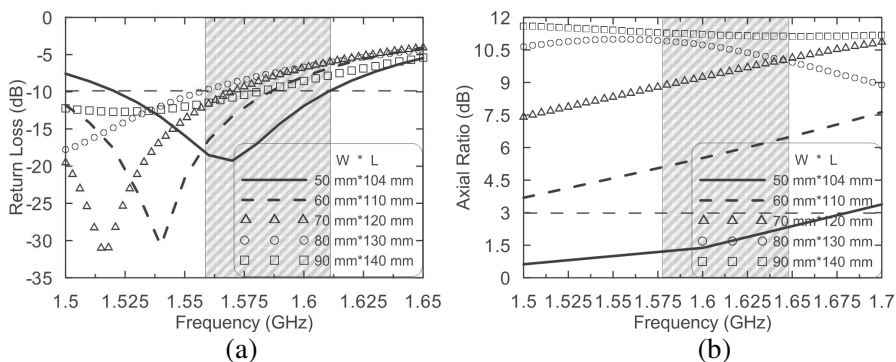 0
-5
-10
-15
-20
-25
-30
-35
Return Loss (dB)
W * L
50 mm*104 mm
60 mm*110 mm
70 mm*120 mm
80 mm*130 mm
90 mm*140 mm
1.5 1.525 1.55 1.575 1.6 1.625 1.65
Frequency (GHz)
(a)
12
10.5
9
7.5
6
4.5
3
1.5
0
Axial Ratio (dB)
W * L
50 mm*104 mm
60 mm*110 mm
70 mm*120 mm
80 mm*130 mm
90 mm*140 mm
1.5 1.525 1.55 1.575 1.6 1.625 1.65 1.675 1.7
Frequency (GHz)
(b)